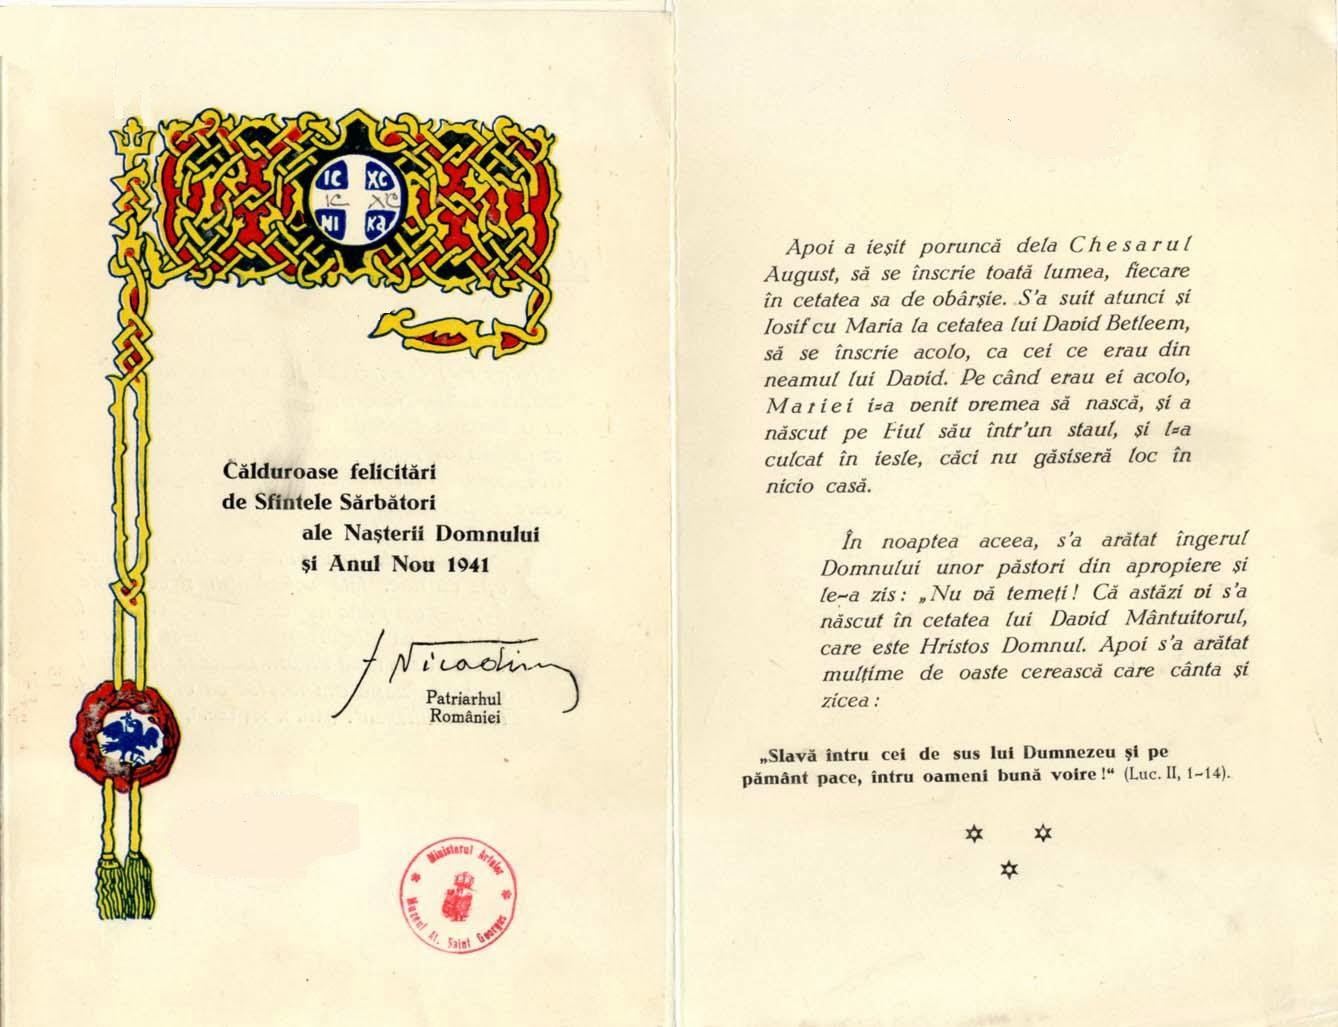 IC XC
IC XC
NI KA
Călduroase felicitări
de Sfintele Sărbători
ale Nașterii Domnului
și Anul Nou 1941
† Nicodim
Patriarhul
României
Ministerul Artelor
Muzeul Al. Saint Georges
Apoi a ieșit poruncă dela Chesarul
August, să se înscrie toată lumea, fiecare
în cetatea sa de obârșie. S'a suit atunci și
Iosif cu Maria la cetatea lui David Betleem,
să se înscrie acolo, ca cei ce erau din
neamul lui David. Pe când erau ei acolo,
Mariei i-a venit vremea să nască, și a
născut pe Fiul său într'un staul, și l-a
culcat în iesle, căci nu găsiseră loc în
nicio casă.
În noaptea aceea, s'a arătat îngerul
Domnului unor păstori din apropiere și
le-a zis: „Nu vă temeți! Că astăzi vi s'a
născut în cetatea lui David Mântuitorul,
care este Hristos Domnul. Apoi s'a arătat
mulțime de oaste cerească care cânta și
zicea:
„Slavă întru cei de sus lui Dumnezeu și pe
pământ pace, întru oameni bună voire!“ (Luc. II, 1-14).